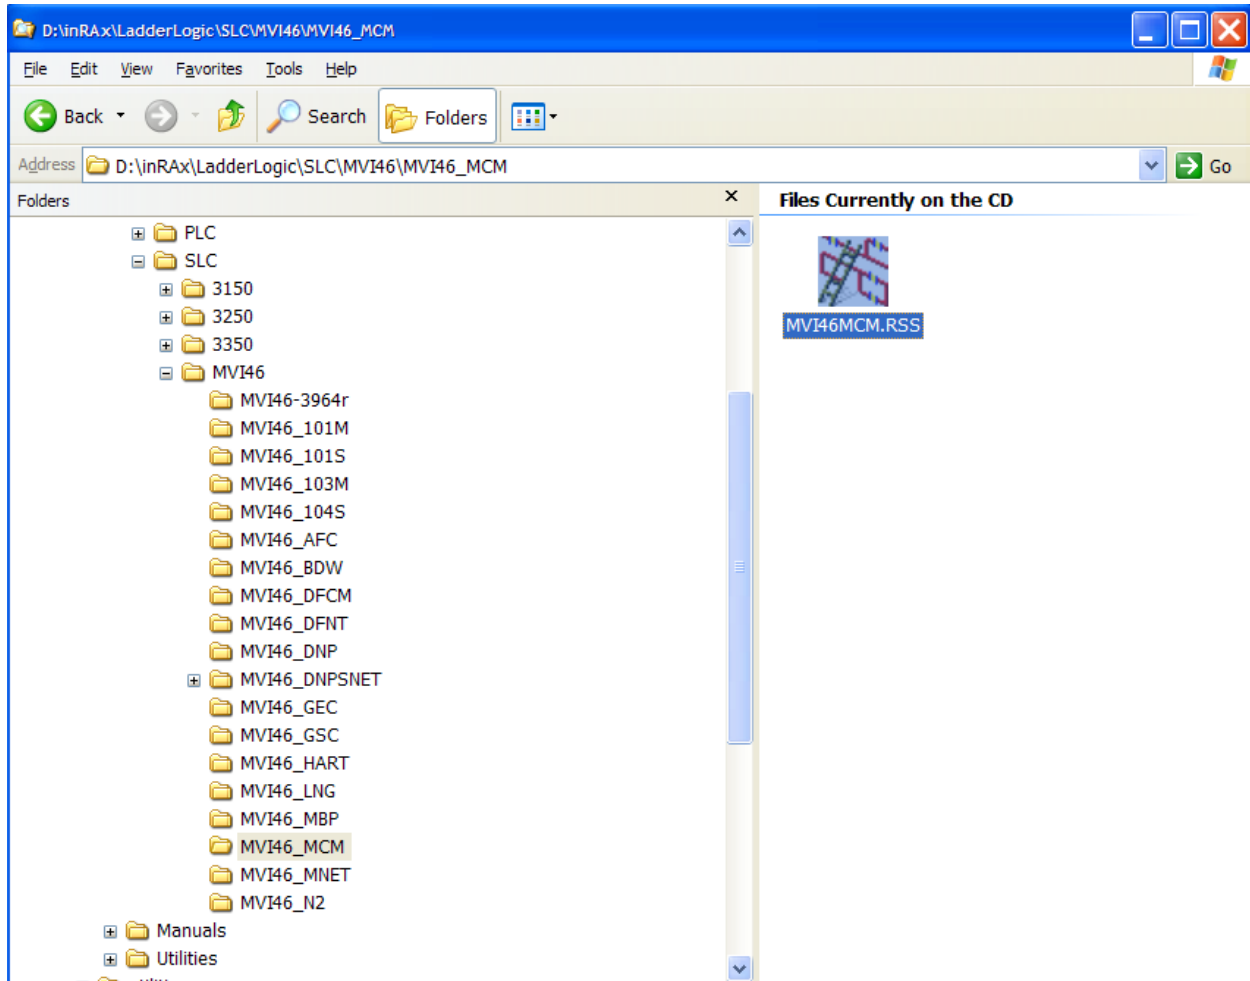 D:\inRAx\LadderLogic\SLC\MVI46\MVI46_MCM
File Edit View Favorites Tools Help
Back Search Folders
Address D:\inRAx\LadderLogic\SLC\MVI46\MVI46_MCM Go
Folders
PLC
SLC
3150
3250
3350
MVI46
MVI46-3964r
MVI46_101M
MVI46_101S
MVI46_103M
MVI46_104S
MVI46_AFC
MVI46_BDW
MVI46_DFCM
MVI46_DFNT
MVI46_DNP
MVI46_DNPSNET
MVI46_GEC
MVI46_GSC
MVI46_HART
MVI46_LNG
MVI46_MBP
MVI46_MCM
MVI46_MNET
MVI46_N2
Manuals
Utilities
Files Currently on the CD
MVI46MCM.RSS